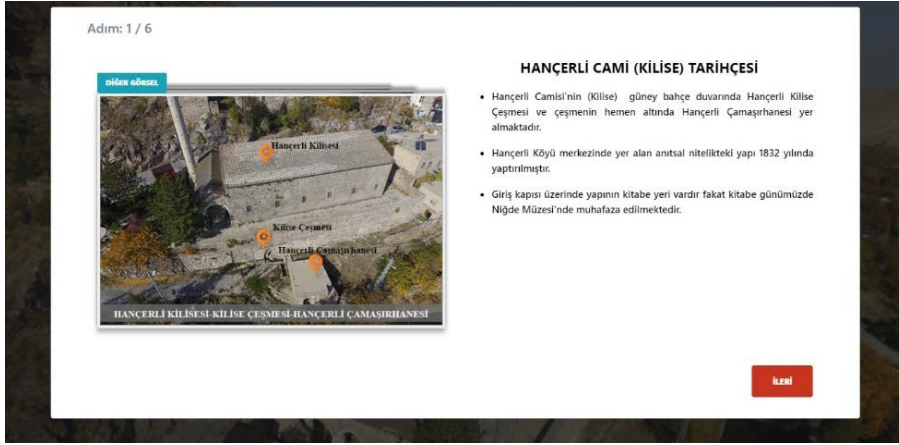 Adım: 1 / 6
DİĞER GÖRSEL
Hançerli Kilisesi
Kilise Çeşmesi
Hançerli Çamaşırhanesi
HANÇERLİ KİLİSESİ-KİLİSE ÇEŞMESİ-HANÇERLİ ÇAMAŞIRHANESİ
HANÇERLİ CAMİ (KİLİSE) TARİHÇESİ
• Hançerli Camisi'nin (Kilise) güney bahçe duvarında Hançerli Kilise
Çeşmesi ve çeşmenin hemen altında Hançerli Çamaşırhanesi yer
almaktadır.
• Hançerli Köyü merkezinde yer alan anıtsal nitelikteki yapı 1832 yılında
yaptırılmıştır.
• Giriş kapısı üzerinde yapının kitabe yeri vardır fakat kitabe günümüzde
Niğde Müzesi'nde muhafaza edilmektedir.
İLERİ